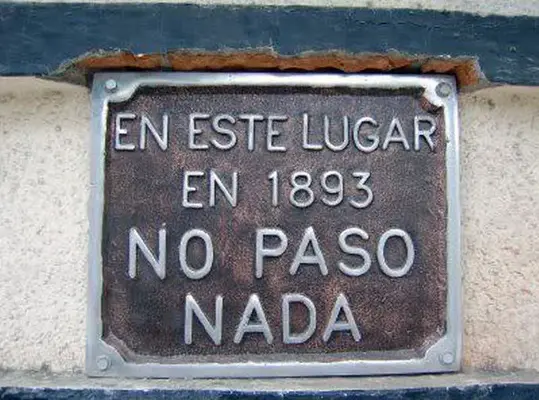 EN ESTE LUGAR
EN 1893
NO PASO
NADA